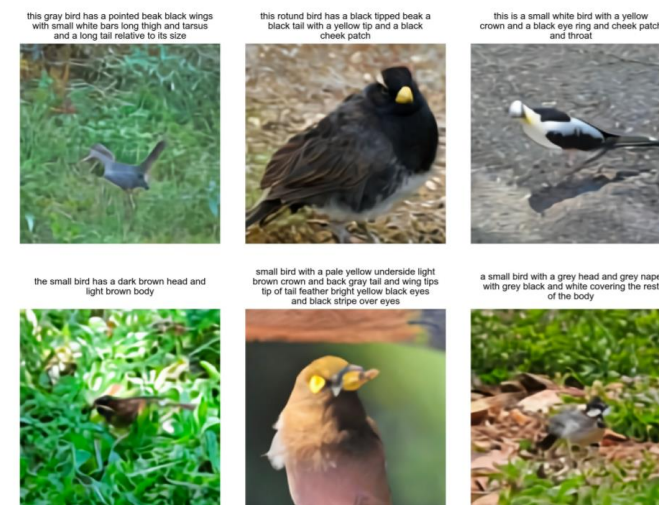 this gray bird has a pointed beak black wings
with small white bars long thigh and tarsus
and a long tail relative to its size
this rotund bird has a black tipped beak a
black tail with a yellow tip and a black
cheek patch
this is a small white bird with a yellow
crown and a black eye ring and cheek patch
and throat
the small bird has a dark brown head and
light brown body
small bird with a pale yellow underside light
brown crown and back gray tail and wing tips
tip of tail feather bright yellow black eyes
and black stripe over eyes
a small bird with a grey head and grey nape
with grey black and white covering the rest
of the body